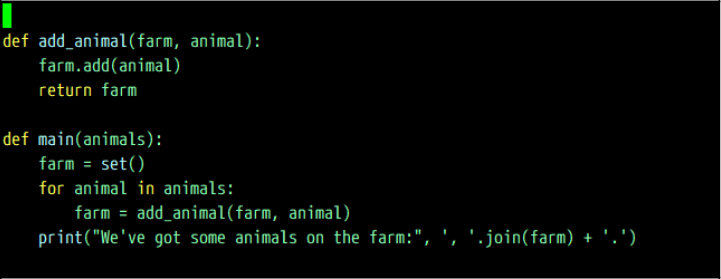 def add_animal(farm, animal):
    farm.add(animal)
    return farm

def main(animals):
    farm = set()
    for animal in animals:
        farm = add_animal(farm, animal)
    print("We've got some animals on the farm:", ', '.join(farm) + '.')